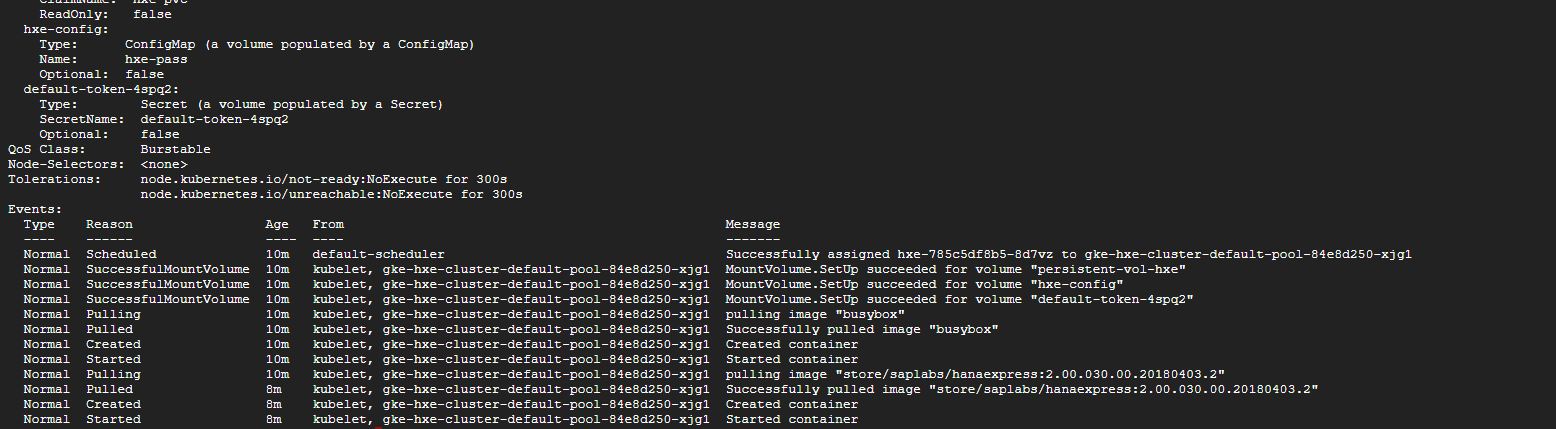 ClaimName: hxe-pvc
ReadOnly: false
hxe-config:
Type: ConfigMap (a volume populated by a ConfigMap)
Name: hxe-pass
Optional: false
default-token-4spq2:
Type: Secret (a volume populated by a Secret)
SecretName: default-token-4spq2
Optional: false
QoS Class: Burstable
Node-Selectors: <none>
Tolerations: node.kubernetes.io/not-ready:NoExecute for 300s
node.kubernetes.io/unreachable:NoExecute for 300s
Events:
Type Reason Age From Message
---- ------ ---- ---- -------
Normal Scheduled 10m default-scheduler Successfully assigned hxe-785c5df8b5-8d7vz to gke-hxe-cluster-default-pool-84e8d250-xjg1
Normal SuccessfulMountVolume 10m kubelet, gke-hxe-cluster-default-pool-84e8d250-xjg1 MountVolume.SetUp succeeded for volume "persistent-vol-hxe"
Normal SuccessfulMountVolume 10m kubelet, gke-hxe-cluster-default-pool-84e8d250-xjg1 MountVolume.SetUp succeeded for volume "hxe-config"
Normal SuccessfulMountVolume 10m kubelet, gke-hxe-cluster-default-pool-84e8d250-xjg1 MountVolume.SetUp succeeded for volume "default-token-4spq2"
Normal Pulling 10m kubelet, gke-hxe-cluster-default-pool-84e8d250-xjg1 pulling image "busybox"
Normal Pulled 10m kubelet, gke-hxe-cluster-default-pool-84e8d250-xjg1 Successfully pulled image "busybox"
Normal Created 10m kubelet, gke-hxe-cluster-default-pool-84e8d250-xjg1 Created container
Normal Started 10m kubelet, gke-hxe-cluster-default-pool-84e8d250-xjg1 Started container
Normal Pulling 10m kubelet, gke-hxe-cluster-default-pool-84e8d250-xjg1 pulling image "store/saplabs/hanaexpress:2.00.030.00.20180403.2"
Normal Pulled 8m kubelet, gke-hxe-cluster-default-pool-84e8d250-xjg1 Successfully pulled image "store/saplabs/hanaexpress:2.00.030.00.20180403.2"
Normal Created 8m kubelet, gke-hxe-cluster-default-pool-84e8d250-xjg1 Created container
Normal Started 8m kubelet, gke-hxe-cluster-default-pool-84e8d250-xjg1 Started container